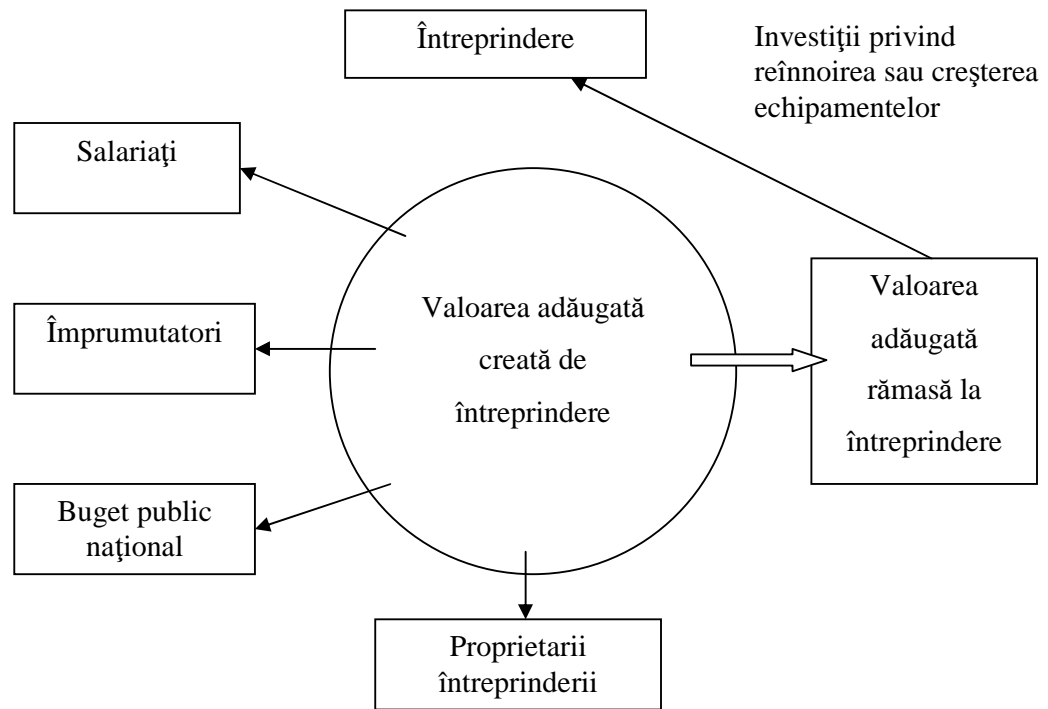 Întreprindere
Investiţii privind
reînnoirea sau creşterea
echipamentelor
Salariaţi
Împrumutatori
Buget public
naţional
Valoarea adăugată
creată de
întreprindere
Valoarea
adăugată
rămasă la
întreprindere
Proprietarii
întreprinderii